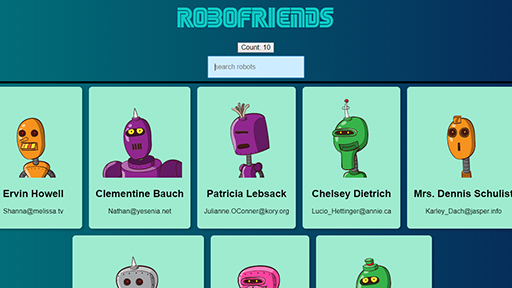 ROBOFRIENDS
Count: 10
search robots
Ervin Howell
Shanna@melissa.tv
Clementine Bauch
Nathan@yesenia.net
Patricia Lebsack
Julianne.OConner@kory.org
Chelsey Dietrich
Lucio_Hettinger@annie.ca
Mrs. Dennis Schulist
Karley_Dach@jasper.info